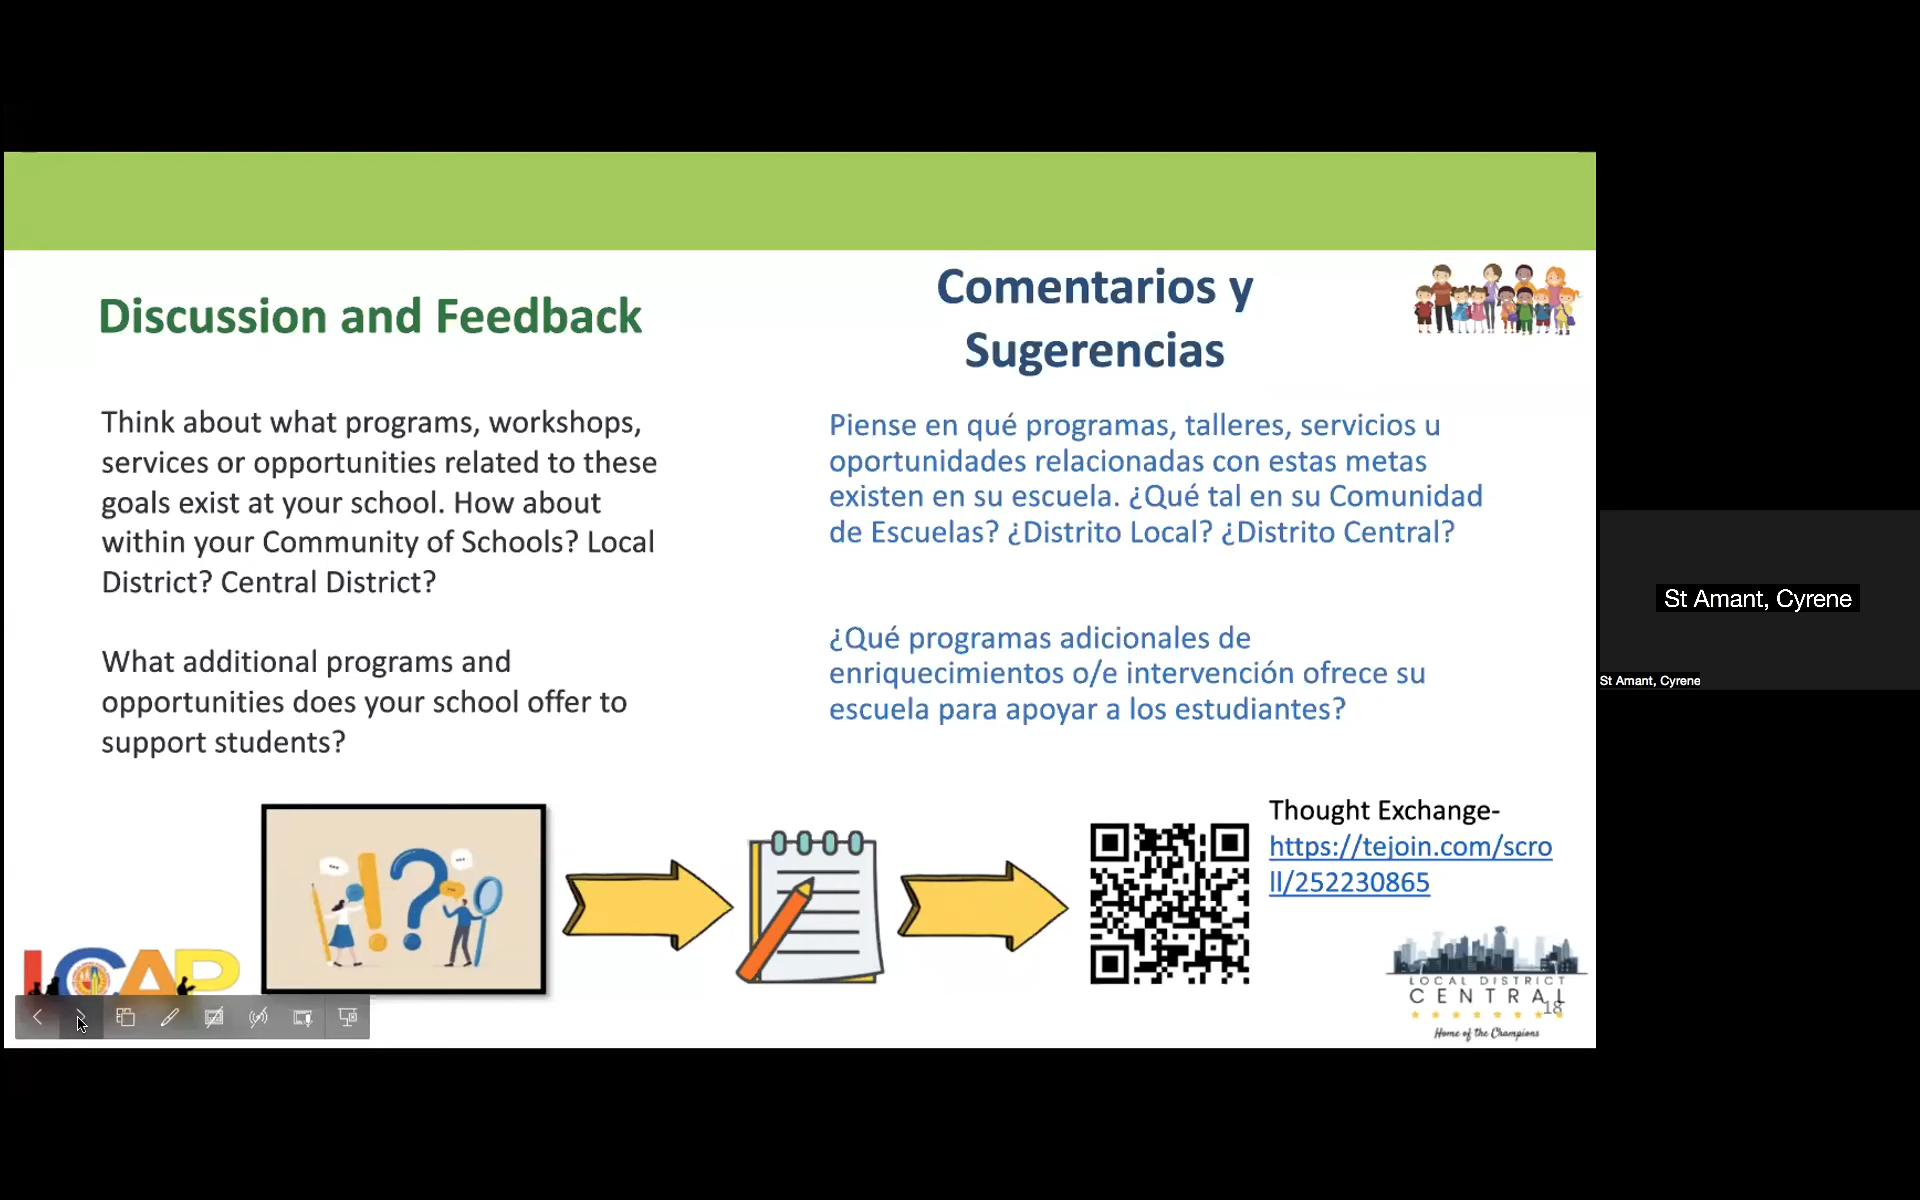 Discussion and Feedback
Think about what programs, workshops,
services or opportunities related to these
goals exist at your school. How about
within your Community of Schools? Local
District? Central District?
What additional programs and
opportunities does your school offer to
support students?
Comentarios y
Sugerencias
Piense en qué programas, talleres, servicios u
oportunidades relacionadas con estas metas
existen en su escuela. ¿Qué tal en su Comunidad
de Escuelas? ¿Distrito Local? ¿Distrito Central?
¿Qué programas adicionales de
enriquecimientos o/e intervención ofrece su
escuela para apoyar a los estudiantes?
Thought Exchange-
https://tejoin.com/scro
ll/252230865
LCAP
LOCAL DISTRICT
CENTRAL
18
Home of the Champions
St Amant, Cyrene
St Amant, Cyrene